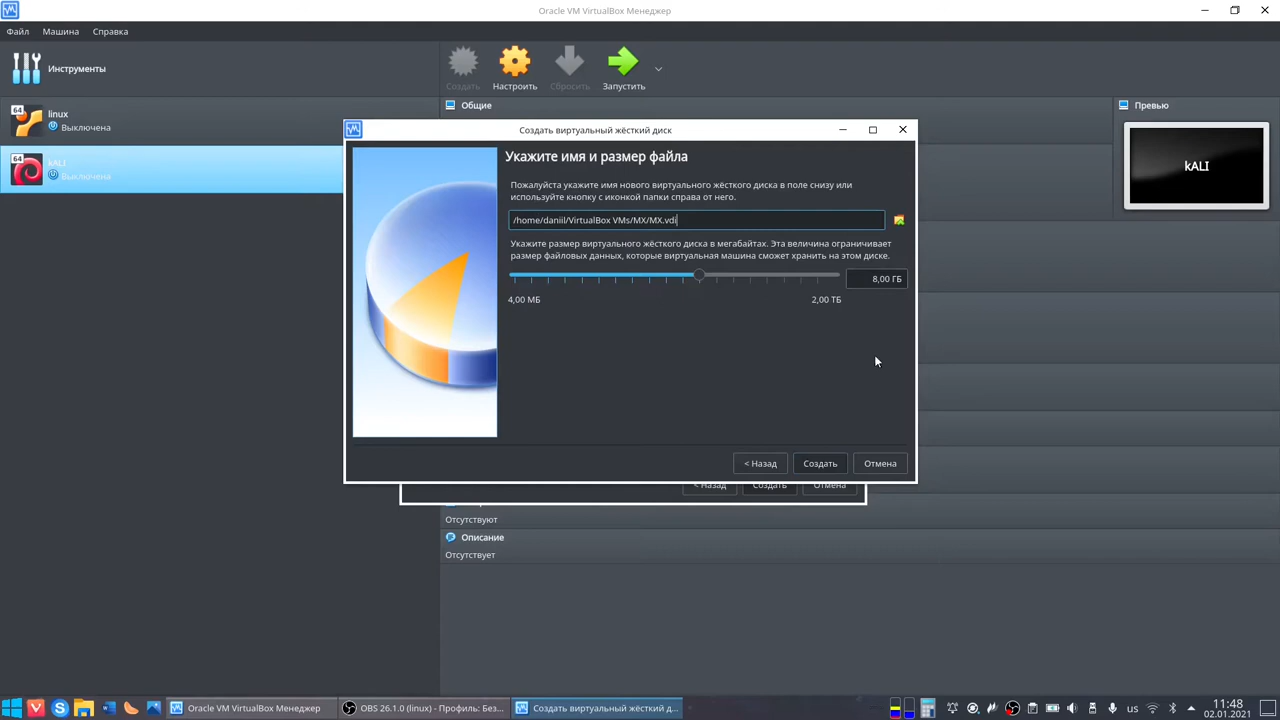 Oracle VM VirtualBox Менеджер
Файл
Машина
Справка
Инструменты
Создать
Настроить
Сбросить
Запустить
64
linux
Выключена
64
kALI
Выключена
Общие
Превью
kALI
Создать виртуальный жёсткий диск
Укажите имя и размер файла
Пожалуйста укажите имя нового виртуального жёсткого диска в поле снизу или
используйте кнопку с иконкой папки справа от него.
/home/daniil/VirtualBox VMs/MX/MX.vdi
Укажите размер виртуального жёсткого диска в мегабайтах. Эта величина ограничивает
размер файловых данных, которые виртуальная машина сможет хранить на этом диске.
8,00 ГБ
4,00 МБ
2,00 ТБ
< Назад
Создать
Отмена
< Назад
Создать
Отмена
Отсутствуют
Описание
Отсутствует
Oracle VM VirtualBox Менеджер
OBS 26.1.0 (linux) - Профиль: Без...
Создать виртуальный жёсткий д...
us
11:48
02.01.2021